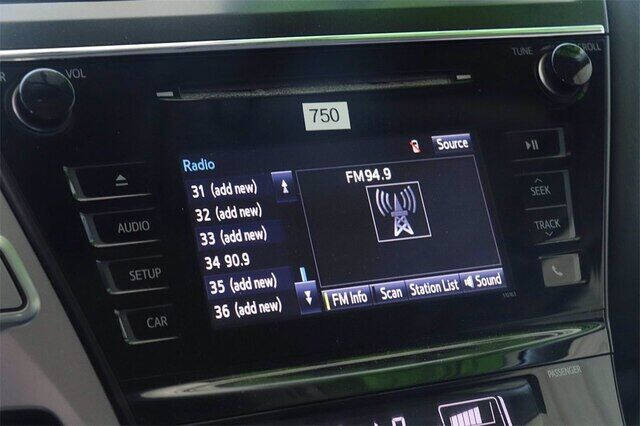 VOL
TUNE
SCROLL
750
Radio
Source
31 (add new)
32 (add new)
33 (add new)
34 90.9
35 (add new)
36 (add new)
FM94.9
FM Info
Scan
Station List
Sound
AUDIO
SETUP
CAR
SEEK
TRACK
PASSENGER